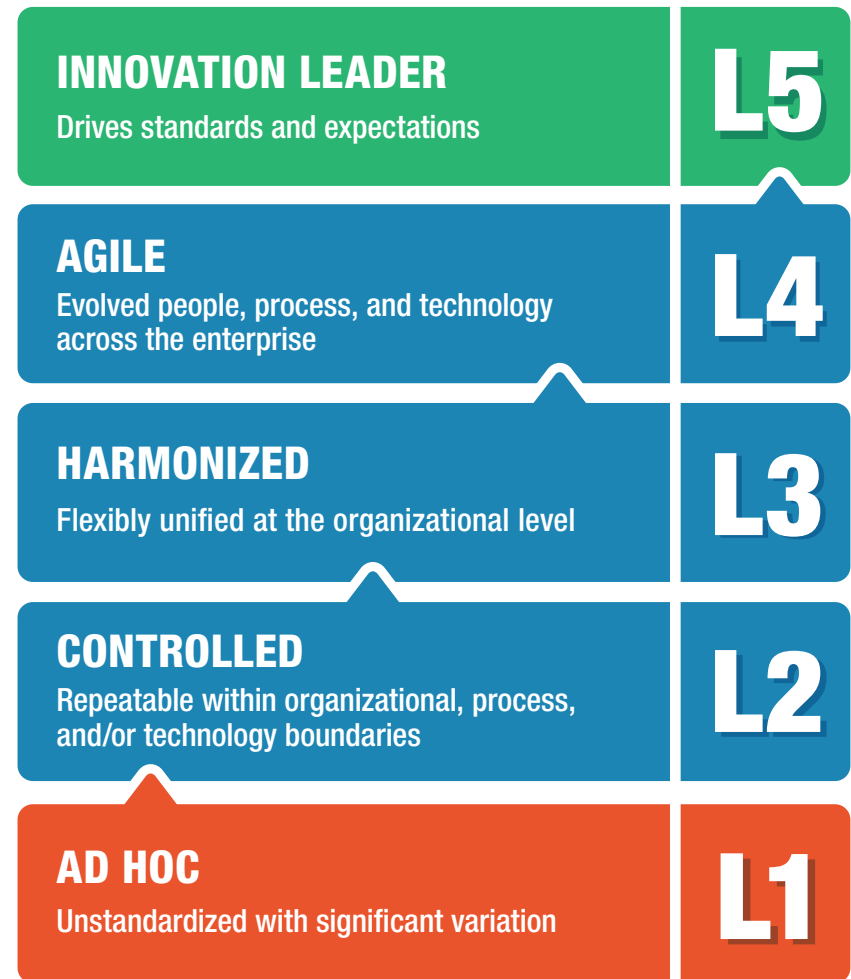 INNOVATION LEADER
Drives standards and expectations
L5
AGILE
Evolved people, process, and technology
across the enterprise
L4
HARMONIZED
Flexibly unified at the organizational level
L3
CONTROLLED
Repeatable within organizational, process,
and/or technology boundaries
L2
AD HOC
Unstandardized with significant variation
L1